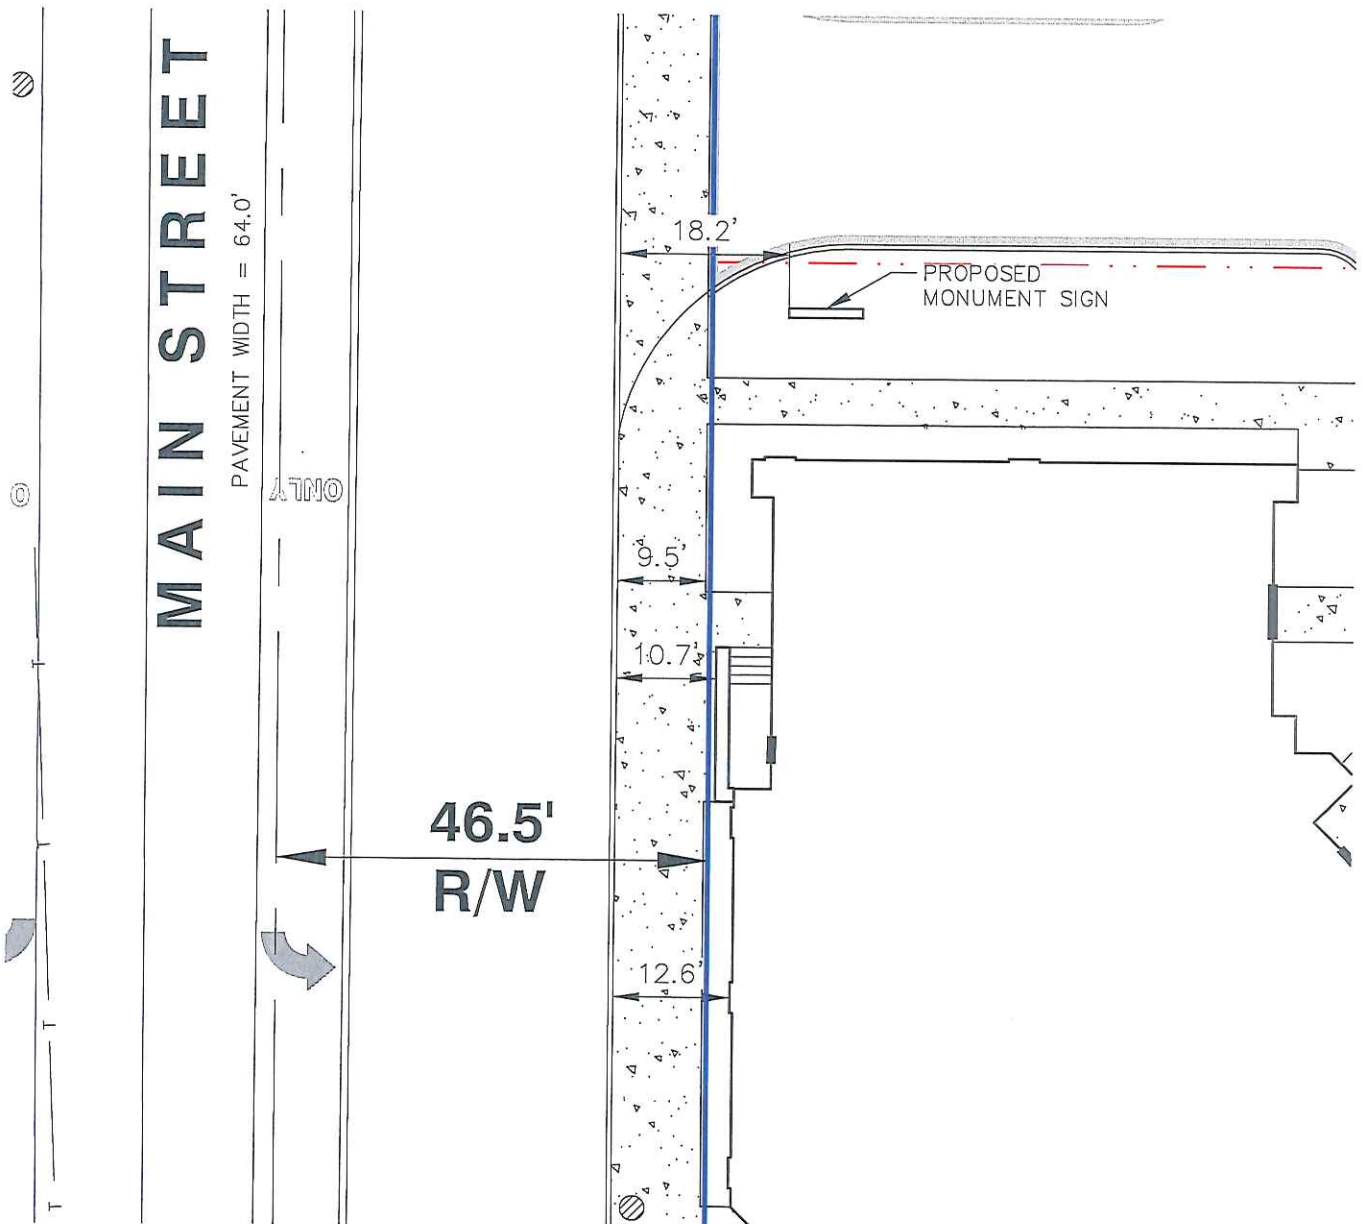 MAIN STREET
PAVEMENT WIDTH = 64.0'
ONLY
18.2'
PROPOSED
MONUMENT SIGN
9.5'
10.7'
46.5'
R/W
12.6'
O
T
T
T
T